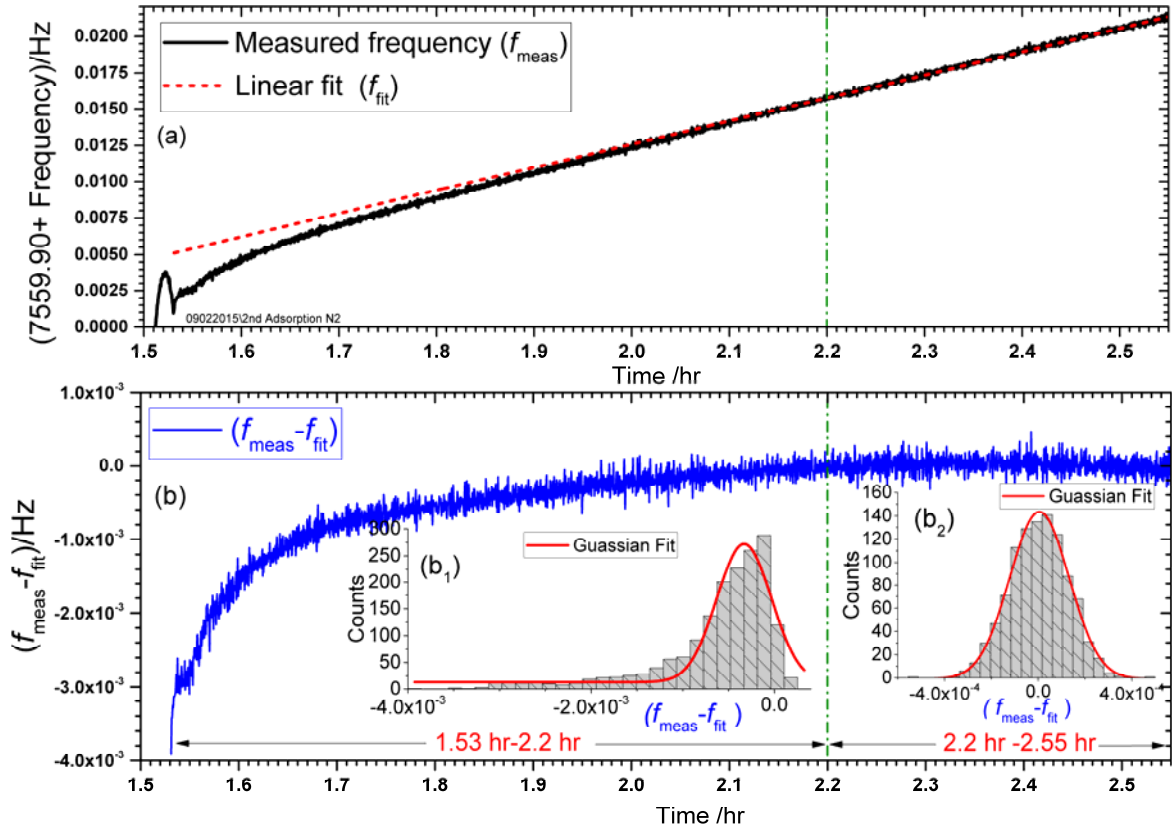 Measured frequency (fmeas)
Linear fit (ffit)
(a)
(7559.90+ Frequency)/Hz
0.0200
0.0175
0.0150
0.0125
0.0100
0.0075
0.0050
0.0025
0.0000
09022015\2nd Adsorption N2
1.5 1.6 1.7 1.8 1.9 2.0 2.1 2.2 2.3 2.4 2.5
Time /hr
(fmeas-ffit)
(b)
(fmeas-ffit)/Hz
1.0x10-3
0.0
-1.0x10-3
-2.0x10-3
-3.0x10-3
-4.0x10-3
Guassian Fit
(b1)
Counts
300
250
200
150
100
50
0
-4.0x10-3 -2.0x10-3 0.0
(fmeas-ffit )
Guassian Fit
(b2)
Counts
160
140
120
100
80
60
40
20
0
-4.0x10-4 0.0 4.0x10-4
( fmeas-ffit )
1.53 hr-2.2 hr
2.2 hr -2.55 hr
1.5 1.6 1.7 1.8 1.9 2.0 2.1 2.2 2.3 2.4 2.5
Time /hr